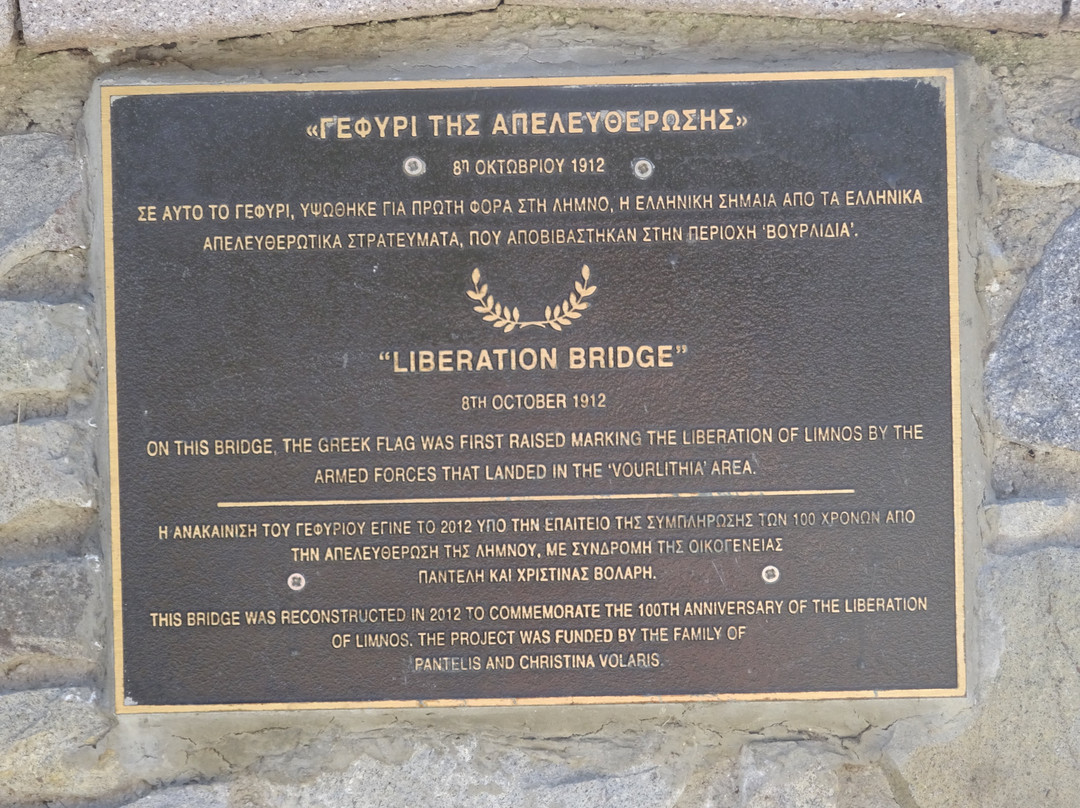 «ΓΕΦΥΡΙ ΤΗΣ ΑΠΕΛΕΥΘΕΡΩΣΗΣ»
8η ΟΚΤΩΒΡΙΟΥ 1912
ΣΕ ΑΥΤΟ ΤΟ ΓΕΦΥΡΙ, ΥΨΩΘΗΚΕ ΓΙΑ ΠΡΩΤΗ ΦΟΡΑ ΣΤΗ ΛΗΜΝΟ, Η ΕΛΛΗΝΙΚΗ ΣΗΜΑΙΑ ΑΠΟ ΤΑ ΕΛΛΗΝΙΚΑ
ΑΠΕΛΕΥΘΕΡΩΤΙΚΑ ΣΤΡΑΤΕΥΜΑΤΑ, ΠΟΥ ΑΠΟΒΙΒΑΣΤΗΚΑΝ ΣΤΗΝ ΠΕΡΙΟΧΗ ‘ΒΟΥΡΛΙΔΙΑ’.
“LIBERATION BRIDGE”
8TH OCTOBER 1912
ON THIS BRIDGE, THE GREEK FLAG WAS FIRST RAISED MARKING THE LIBERATION OF LIMNOS BY THE
ARMED FORCES THAT LANDED IN THE ‘VOURLITHIA’ AREA.
Η ΑΝΑΚΑΙΝΙΣΗ ΤΟΥ ΓΕΦΥΡΙΟΥ ΕΓΙΝΕ ΤΟ 2012 ΥΠΟ ΤΗΝ ΕΠΑΙΤΕΙΟ ΤΗΣ ΣΥΜΠΛΗΡΩΣΗΣ ΤΩΝ 100 ΧΡΟΝΩΝ ΑΠΟ
ΤΗΝ ΑΠΕΛΕΥΘΕΡΩΣΗ ΤΗΣ ΛΗΜΝΟΥ, ΜΕ ΣΥΝΔΡΟΜΗ ΤΗΣ ΟΙΚΟΓΕΝΕΙΑΣ
ΠΑΝΤΕΛΗ ΚΑΙ ΧΡΙΣΤΙΝΑΣ ΒΟΛΑΡΗ.
THIS BRIDGE WAS RECONSTRUCTED IN 2012 TO COMMEMORATE THE 100TH ANNIVERSARY OF THE LIBERATION
OF LIMNOS. THE PROJECT WAS FUNDED BY THE FAMILY OF
PANTELIS AND CHRISTINA VOLARIS.